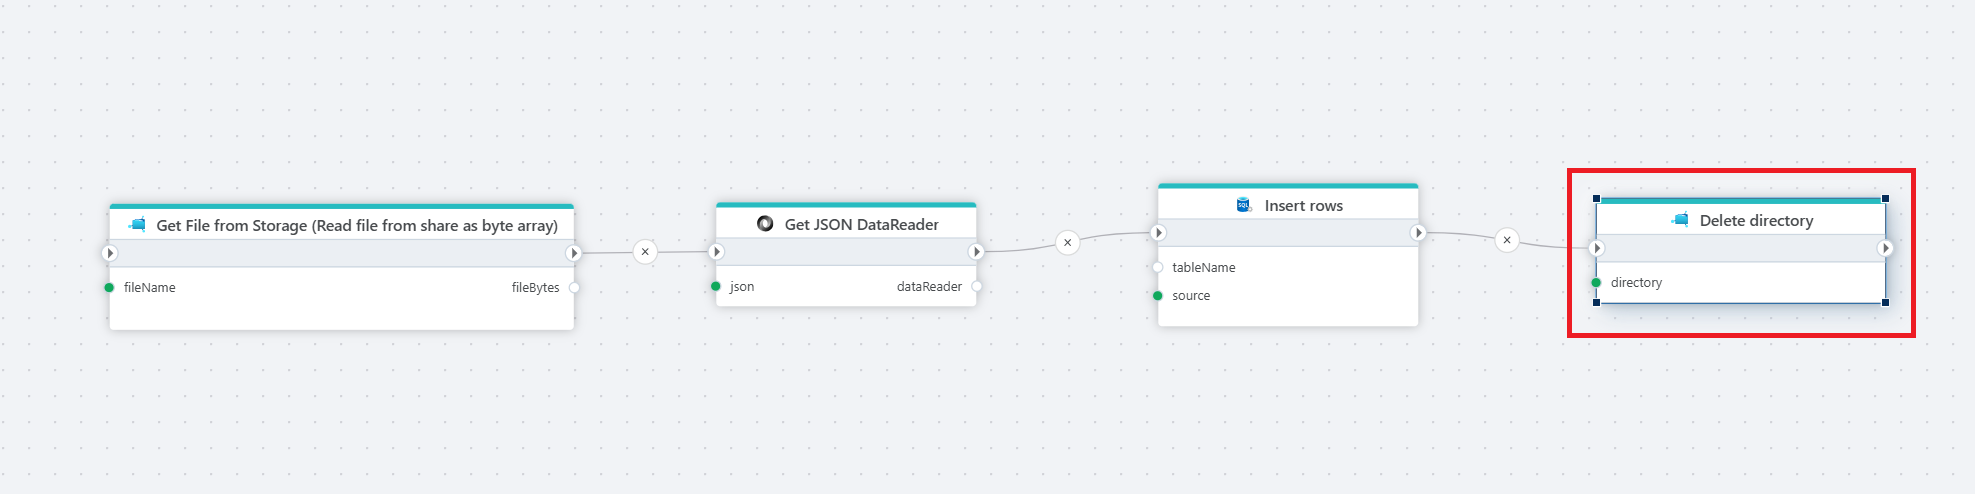 Get File from Storage (Read file from share as byte array)
fileName
fileBytes
Get JSON DataReader
json
dataReader
SQL
Insert rows
tableName
source
Delete directory
directory